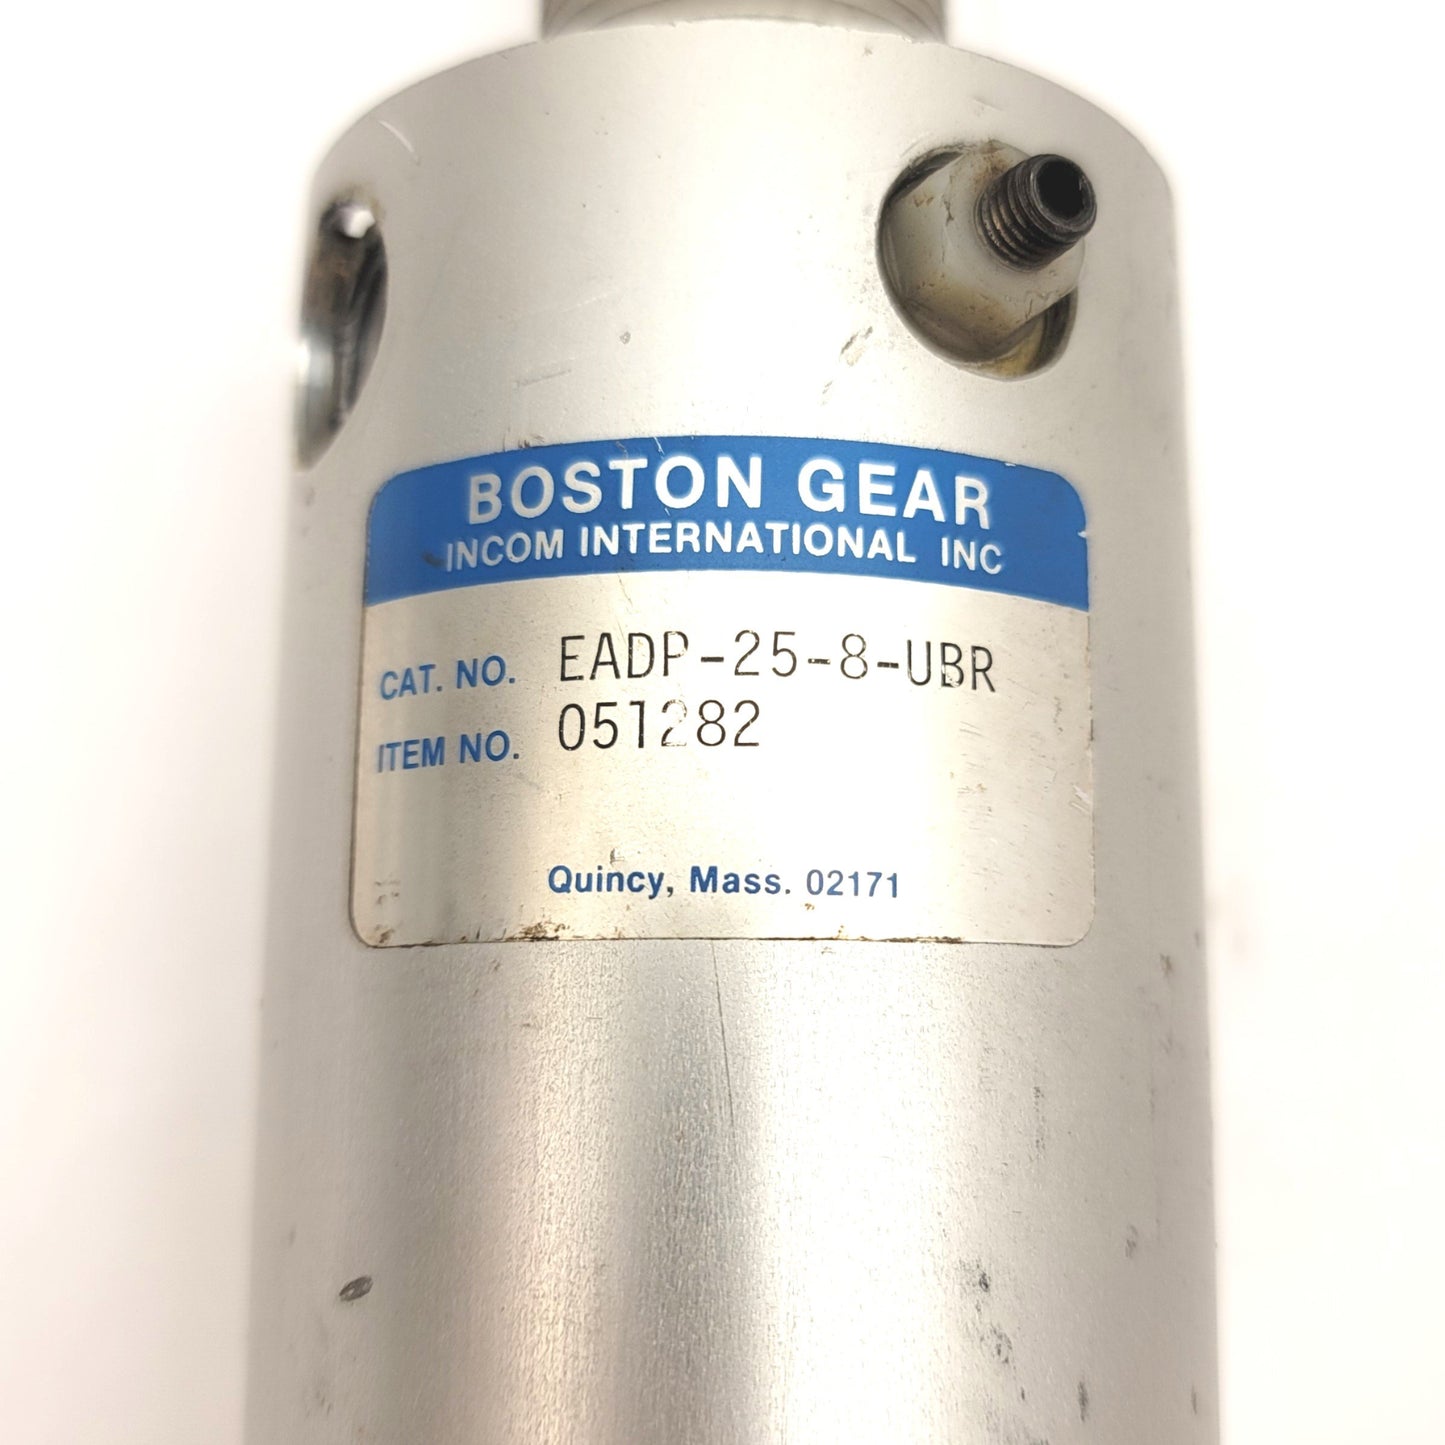 BOSTON GEAR
INCOM INTERNATIONAL INC
CAT. NO. EADP-25-8-UBR
ITEM NO. 051282
Quincy, Mass. 02171